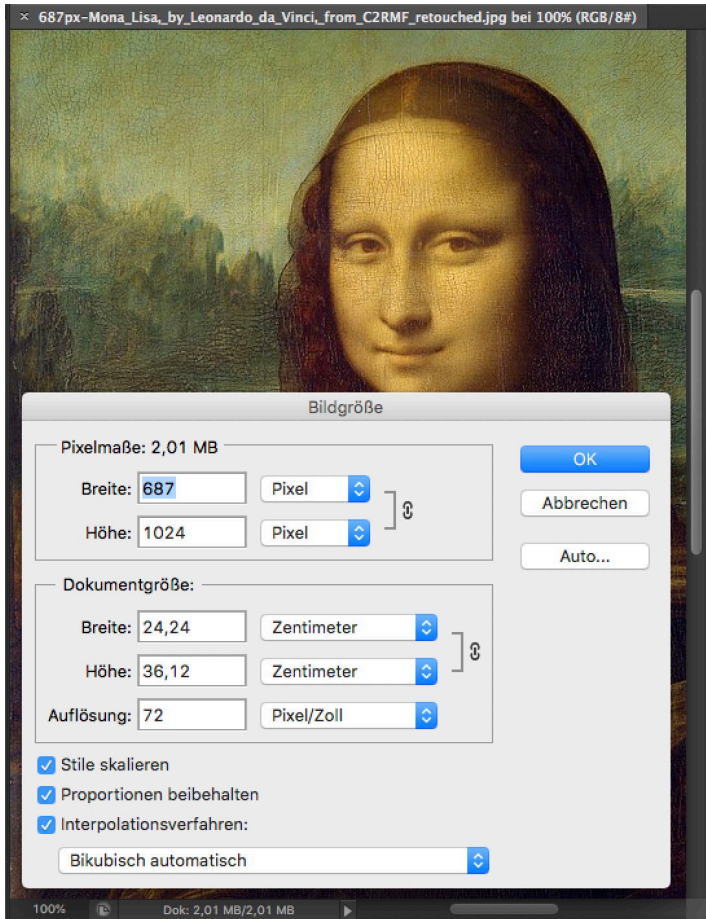 × 687px-Mona_Lisa,_by_Leonardo_da_Vinci,_from_C2RMF_retouched.jpg bei 100% (RGB/8#)
Bildgröße
Pixelmaße: 2,01 MB
OK
Breite: 687 Pixel
Abbrechen
Höhe: 1024 Pixel
Auto...
Dokumentgröße:
Breite: 24,24 Zentimeter
Höhe: 36,12 Zentimeter
Auflösung: 72 Pixel/Zoll
Stile skalieren
Proportionen beibehalten
Interpolationsverfahren:
Bikubisch automatisch
100% Dok: 2,01 MB/2,01 MB